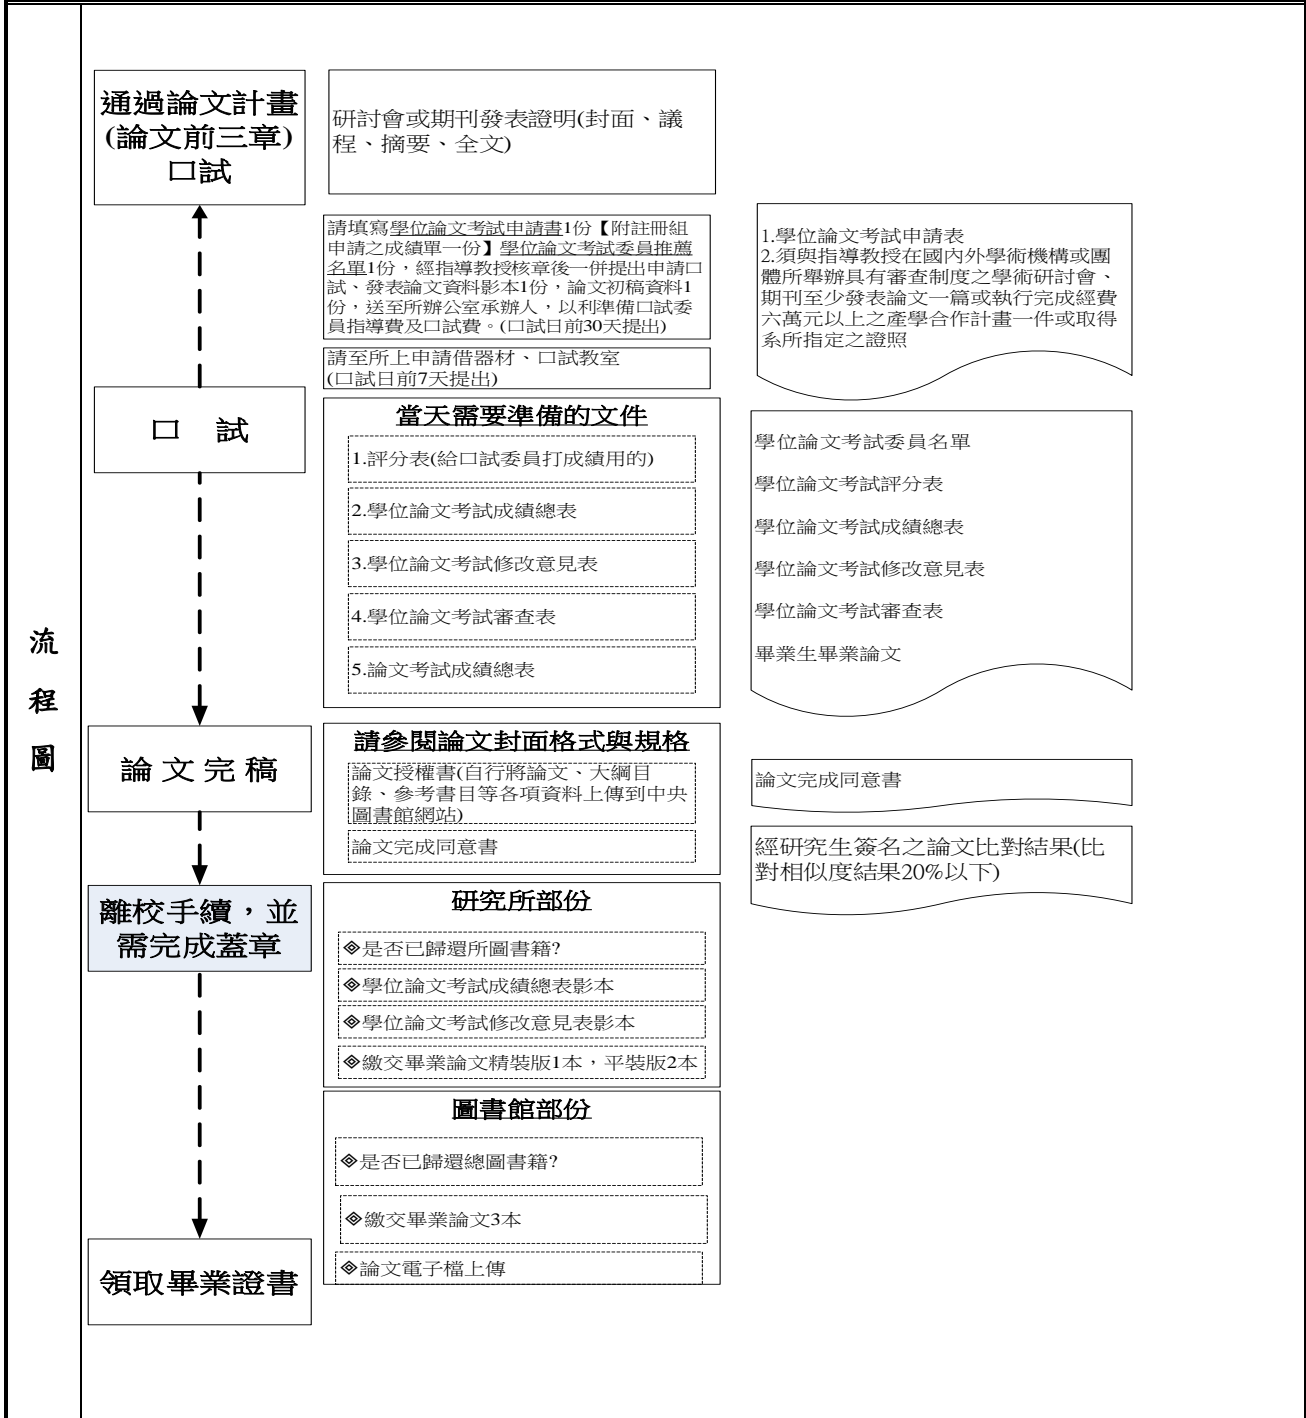 流
程
圖
通過論文計畫
(論文前三章)
口試
研討會或期刊發表證明(封面、議
程、摘要、全文)
請填寫學位論文考試申請書1份【附註冊組
申請之成績單一份】學位論文考試委員推薦
名單1份，經指導教授核章後一併提出申請口
試、發表論文資料影本1份，論文初稿資料1
份，送至所辦公室承辦人，以利準備口試委
員指導費及口試費。(口試日前30天提出)
1.學位論文考試申請表
2.須與指導教授在國內外學術機構或團
體所舉辦具有審查制度之學術研討會、
期刊至少發表論文一篇或執行完成經費
六萬元以上之產學合作計畫一件或取得
系所指定之證照
請至所上申請借器材、口試教室
(口試日前7天提出)
口 試
當天需要準備的文件
1.評分表(給口試委員打成績用的)
2.學位論文考試成績總表
3.學位論文考試修改意見表
4.學位論文考試審查表
5.論文考試成績總表
學位論文考試委員名單
學位論文考試評分表
學位論文考試成績總表
學位論文考試修改意見表
學位論文考試審查表
畢業生畢業論文
論文完稿
請參閱論文封面格式與規格
論文授權書(自行將論文、大綱目
錄、參考書目等各項資料上傳到中央
圖書館網站)
論文完成同意書
論文完成同意書
經研究生簽名之論文比對結果(比
對相似度結果20%以下)
離校手續，並
需完成蓋章
研究所部份
◈是否已歸還所圖書籍?
◈學位論文考試成績總表影本
◈學位論文考試修改意見表影本
◈繳交畢業論文精裝版1本，平裝版2本
圖書館部份
◈是否已歸還總圖書籍?
◈繳交畢業論文3本
◈論文電子檔上傳
領取畢業證書